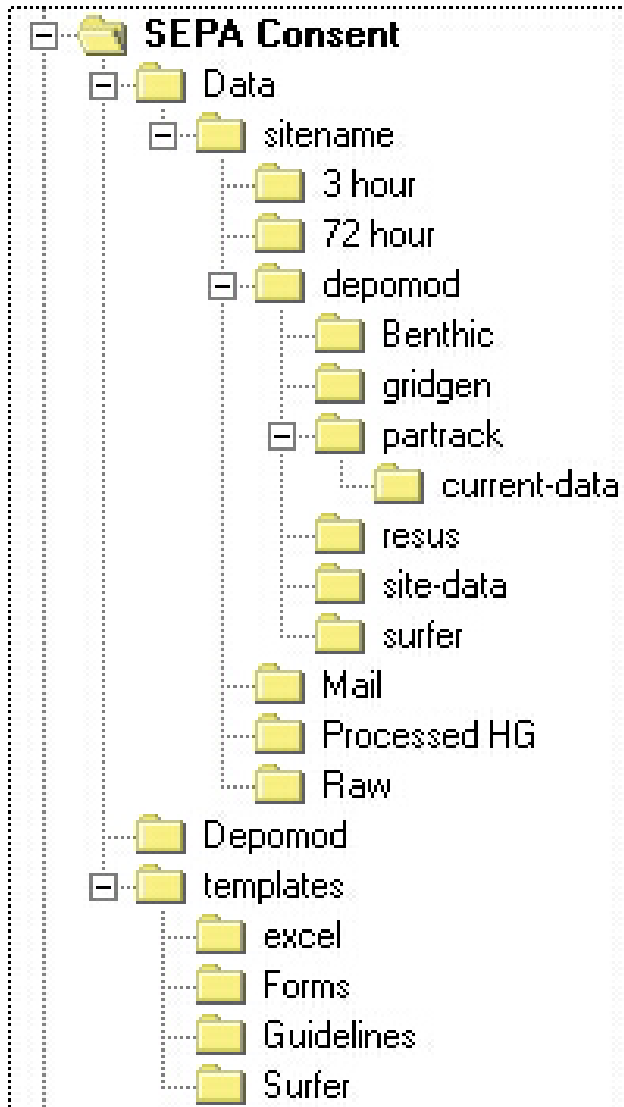 SEPA Consent
Data
sitename
3 hour
72 hour
depomod
Benthic
gridgen
partrack
current-data
resus
site-data
surfer
Mail
Processed HG
Raw
Depomod
templates
excel
Forms
Guidelines
Surfer